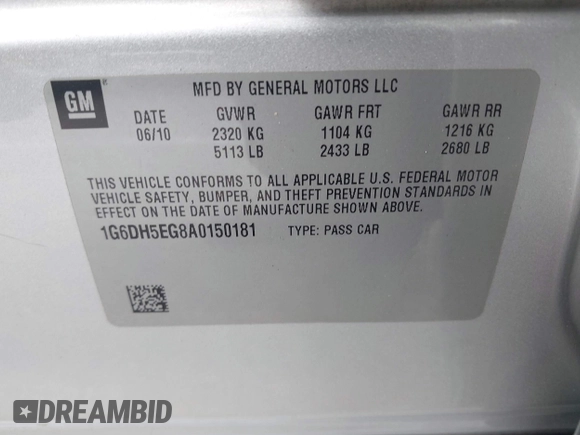 GM
MFD BY GENERAL MOTORS LLC
DATE GVWR GAWR FRT GAWR RR
06/10 2320 KG 1104 KG 1216 KG
5113 LB 2433 LB 2680 LB
THIS VEHICLE CONFORMS TO ALL APPLICABLE U.S. FEDERAL MOTOR
VEHICLE SAFETY, BUMPER, AND THEFT PREVENTION STANDARDS IN
EFFECT ON THE DATE OF MANUFACTURE SHOWN ABOVE.
1G6DH5EG8A0150181 TYPE: PASS CAR
DREAMBID